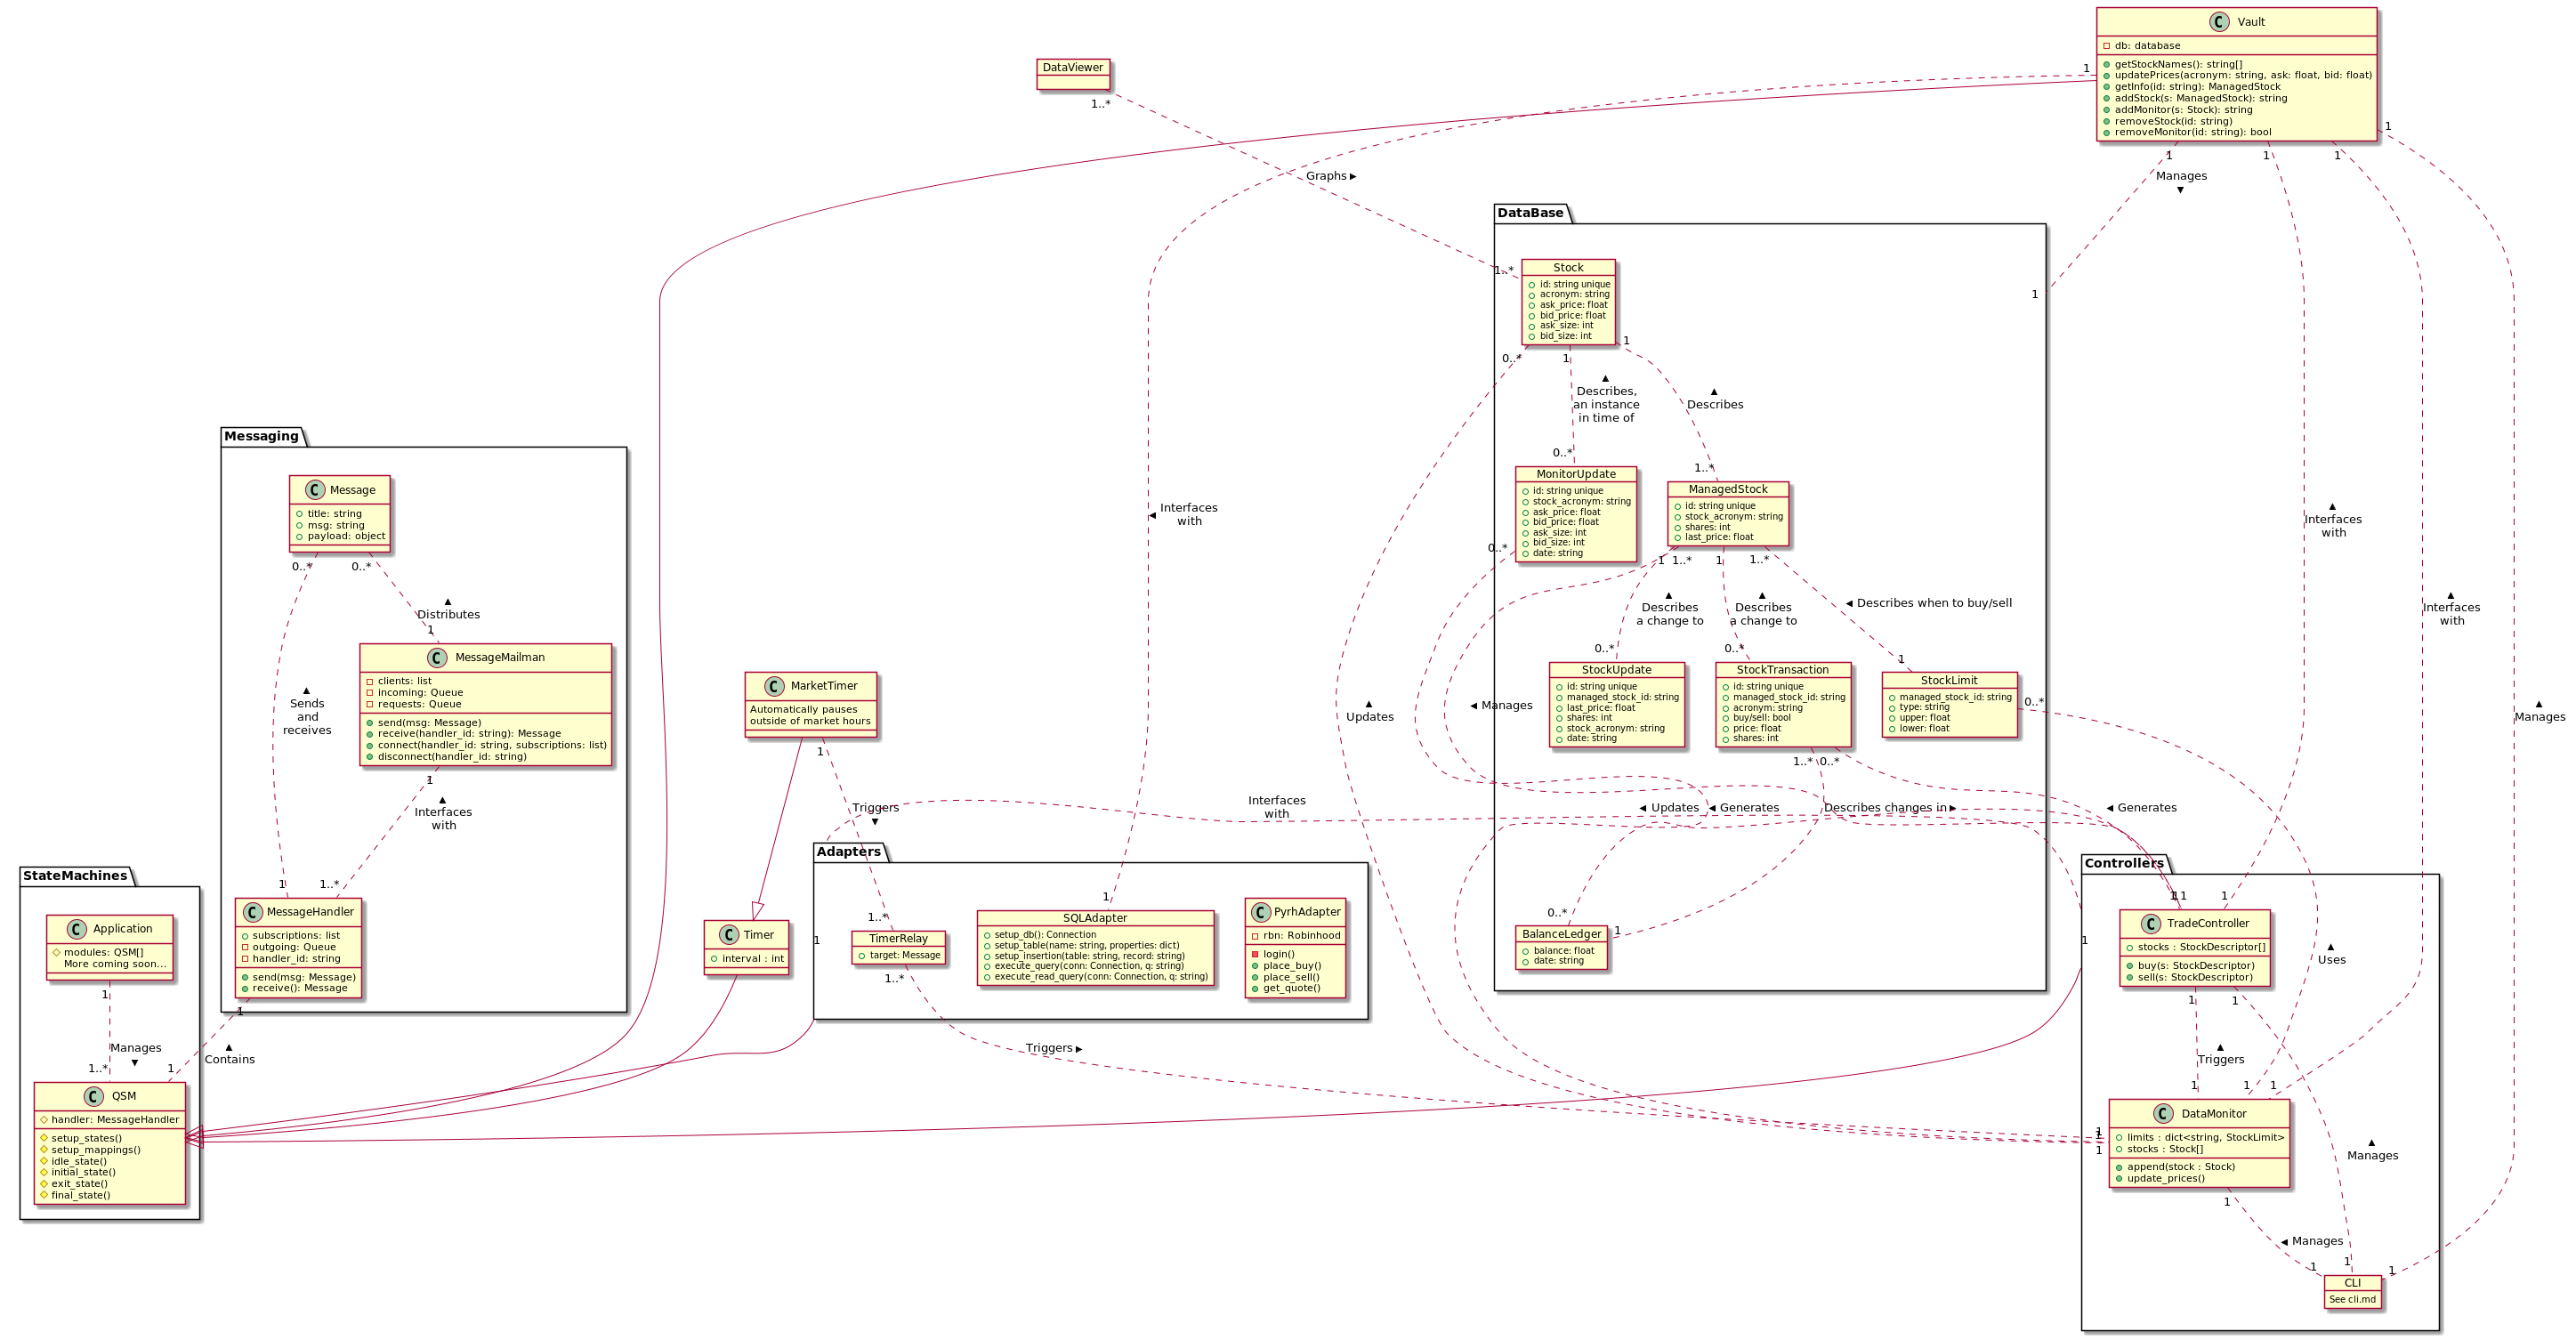 C Vault
db: database
getStockNames(): string[]
updatePrices(acronym: string, ask: float, bid: float)
getInfo(id: string): ManagedStock
addStock(s: ManagedStock): string
addMonitor(s: Stock): string
removeStock(id: string)
removeMonitor(id: string): bool
1
1
1
1
1
1
DataViewer
1..*
Graphs ►
Manages
▼
1
DataBase
Stock
id: string unique
acronym: string
ask_price: float
bid_price: float
ask_size: int
bid_size: int
1..*
0..*
1
1
▲
Describes,
an instance
in time of
▲
Describes
0..*
1..*
MonitorUpdate
id: string unique
stock_acronym: string
ask_price: float
bid_price: float
ask_size: int
bid_size: int
date: string
0..*
ManagedStock
id: string unique
stock_acronym: string
shares: int
last_price: float
1
1..*
1
1..*
▲
Describes
a change to
▲
Describes
a change to
◄ Describes when to buy/sell
0..*
0..*
1
StockUpdate
id: string unique
managed_stock_id: string
last_price: float
shares: int
stock_acronym: string
date: string
StockTransaction
id: string unique
managed_stock_id: string
acronym: string
buy/sell: bool
price: float
shares: int
1..*
0..*
StockLimit
managed_stock_id: string
type: string
upper: float
lower: float
0..*
◄ Manages
◄ Updates
◄ Generates
Describes changes in ►
◄ Generates
0..*
1
BalanceLedger
balance: float
date: string
▲
Updates
◄ Interfaces
with
▲
Interfaces
with
▲
Interfaces
with
▲
Manages
▲
Uses
Messaging
C Message
title: string
msg: string
payload: object
0..*
0..*
▲
Distributes
1
C MessageMailman
clients: list
incoming: Queue
requests: Queue
send(msg: Message)
receive(handler_id: string): Message
connect(handler_id: string, subscriptions: list)
disconnect(handler_id: string)
▲
Sends
and
receives
1
▲
Interfaces
with
1
1..*
C MessageHandler
subscriptions: list
outgoing: Queue
handler_id: string
send(msg: Message)
receive(): Message
1
▲
Contains
1
StateMachines
C Application
modules: QSM[]
More coming soon...
1
Manages
▼
1..*
C QSM
handler: MessageHandler
setup_states()
setup_mappings()
idle_state()
initial_state()
exit_state()
final_state()
C MarketTimer
Automatically pauses
outside of market hours
1
Triggers
▼
C Timer
interval : int
Interfaces
with
Adapters
1
1..*
TimerRelay
target: Message
1..*
Triggers ►
1
SQLAdapter
setup_db(): Connection
setup_table(name: string, properties: dict)
setup_insertion(table: string, record: string)
execute_query(conn: Connection, q: string)
execute_read_query(conn: Connection, q: string)
C PyrhAdapter
rbn: Robinhood
login()
place_buy()
place_sell()
get_quote()
Controllers
1
1
1
1
C TradeController
stocks : StockDescriptor[]
buy(s: StockDescriptor)
sell(s: StockDescriptor)
1
1
▲
Triggers
1
1
1
1
1
C DataMonitor
limits : dict<string, StockLimit>
stocks : Stock[]
append(stock : Stock)
update_prices()
1
▲
Manages
◄ Manages
1
1
1
CLI
See cli.md